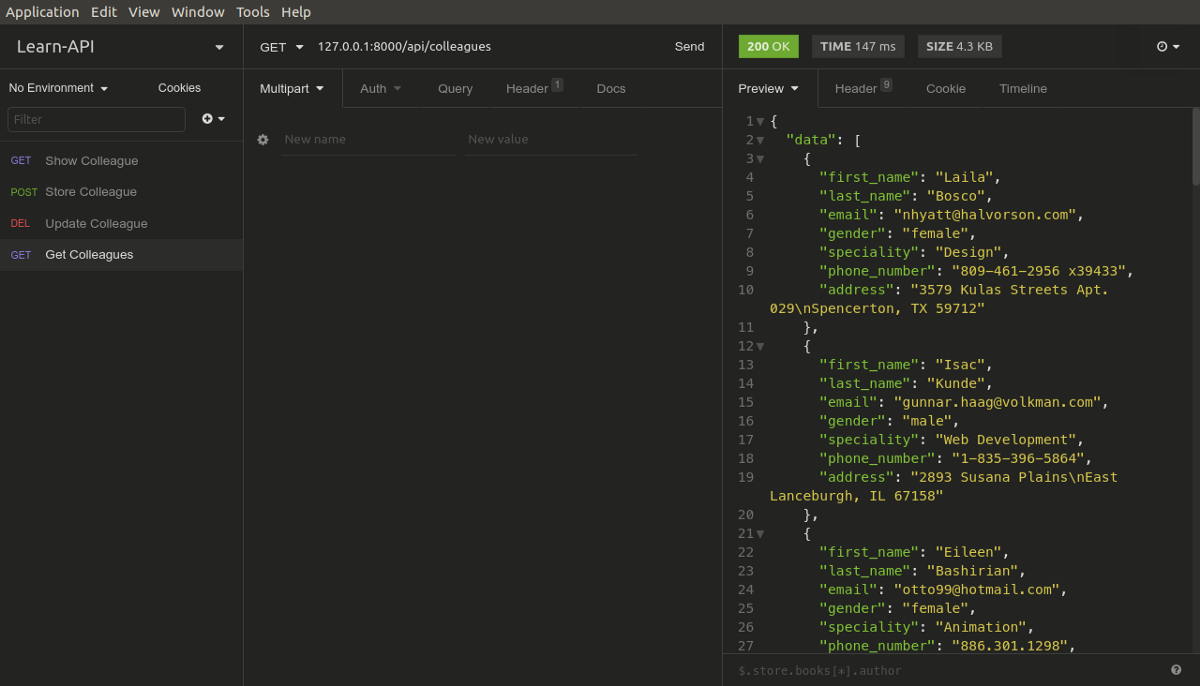 Application Edit View Window Tools Help
Learn-API
GET 127.0.0.1:8000/api/colleagues Send
200 OK TIME 147 ms SIZE 4.3 KB
No Environment Cookies
Filter
GET Show Colleague
POST Store Colleague
DEL Update Colleague
GET Get Colleagues
Multipart Auth Query Header 1 Docs
New name New value
Preview Header 9 Cookie Timeline
1 {
2 "data": [
3 {
4 "first_name": "Laila",
5 "last_name": "Bosco",
6 "email": "nhyatt@halvorson.com",
7 "gender": "female",
8 "speciality": "Design",
9 "phone_number": "809-461-2956 x39433",
10 "address": "3579 Kulas Streets Apt.
029\nSpencerton, TX 59712"
11 },
12 {
13 "first_name": "Isac",
14 "last_name": "Kunde",
15 "email": "gunnar.haag@volkman.com",
16 "gender": "male",
17 "speciality": "Web Development",
18 "phone_number": "1-835-396-5864",
19 "address": "2893 Susana Plains\nEast
Lanceburgh, IL 67158"
20 },
21 {
22 "first_name": "Eileen",
23 "last_name": "Bashirian",
24 "email": "otto99@hotmail.com",
25 "gender": "female",
26 "speciality": "Animation",
27 "phone_number": "886.301.1298",
$.store.books[*].author